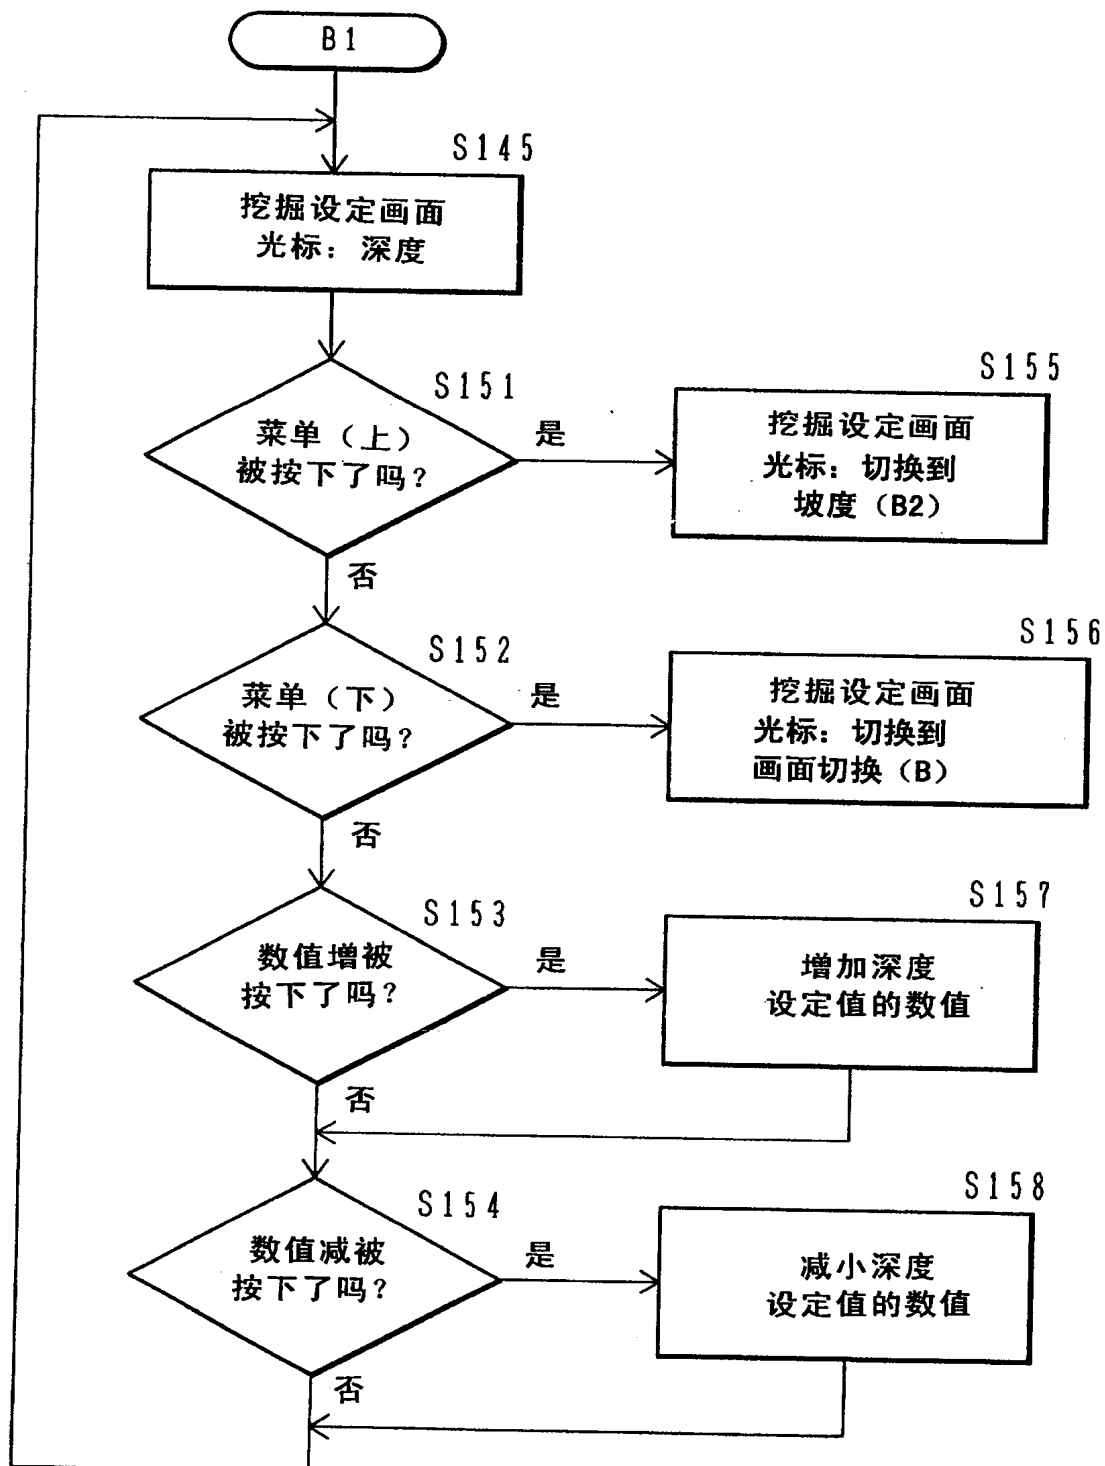 B1
S145
挖掘设定画面
光标：深度
S151
菜单（上）
被按下了吗？
是
否
S155
挖掘设定画面
光标：切换到
坡度（B2）
S152
菜单（下）
被按下了吗？
是
否
S156
挖掘设定画面
光标：切换到
画面切换（B）
S153
数值增被
按下了吗？
是
否
S157
增加深度
设定值的数值
S154
数值减被
按下了吗？
是
否
S158
减小深度
设定值的数值